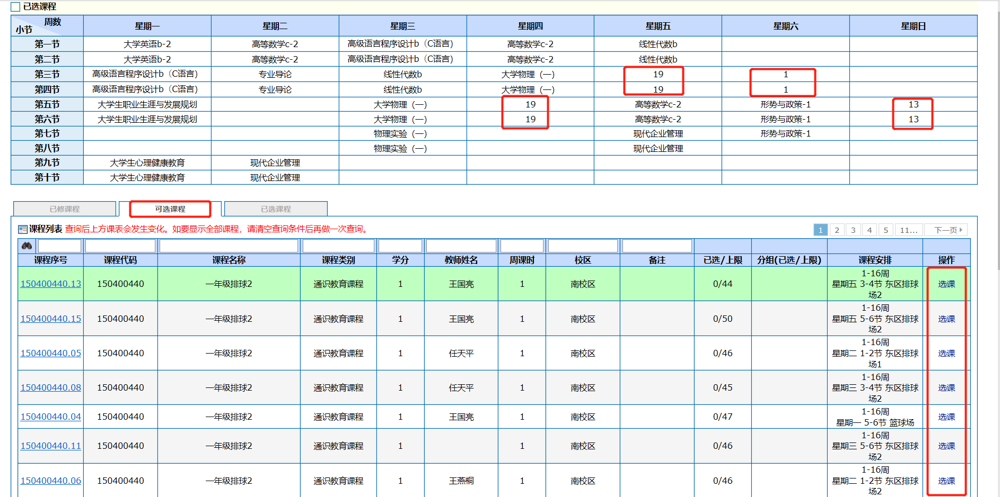 已选课程
周数 星期一 星期二 星期三 星期四 星期五 星期六 星期日
小节
第一节 大学英语b-2 高等数学c-2 高级语言程序设计b（C语言） 高等数学c-2 线性代数b
第二节 大学英语b-2 高等数学c-2 高级语言程序设计b（C语言） 高等数学c-2 线性代数b
第三节 高级语言程序设计b（C语言） 专业导论 线性代数b 大学物理（一） 19 1
第四节 高级语言程序设计b（C语言） 专业导论 线性代数b 大学物理（一） 19 1
第五节 大学生职业生涯与发展规划 大学物理（一） 19 高等数学c-2 形势与政策-1 13
第六节 大学生职业生涯与发展规划 大学物理（一） 19 高等数学c-2 形势与政策-1 13
第七节 物理实验（一） 现代企业管理 形势与政策-1
第八节 物理实验（一） 现代企业管理
第九节 大学生心理健康教育 现代企业管理
第十节 大学生心理健康教育 现代企业管理
已修课程 可选课程 已选课程
课程列表 查询后上方课表会发生变化。如要显示全部课程，请清空查询条件后再做一次查询。 1 2 3 4 5 11... 下一页
课程序号 课程代码 课程名称 课程类别 学分 教师姓名 周课时 校区 备注 已选/上限 分组(已选/上限) 课程安排 操作
150400440.13 150400440 一年级排球2 通识教育课程 1 王国亮 1 南校区 0/44 1-16周
星期五 3-4节 东区排球
场2 选课
150400440.15 150400440 一年级排球2 通识教育课程 1 王国亮 1 南校区 0/50 1-16周
星期五 5-6节 东区排球
场2 选课
150400440.05 150400440 一年级排球2 通识教育课程 1 任天平 1 南校区 0/46 1-16周
星期二 1-2节 东区排球
场1 选课
150400440.08 150400440 一年级排球2 通识教育课程 1 任天平 1 南校区 0/45 1-16周
星期三 3-4节 东区排球
场2 选课
150400440.04 150400440 一年级排球2 通识教育课程 1 王国亮 1 南校区 0/47 1-16周
星期一 5-6节 篮球场 选课
150400440.11 150400440 一年级排球2 通识教育课程 1 1 南校区 0/46 1-16周
星期三 5-6节 东区排球
场2 选课
150400440.06 150400440 一年级排球2 通识教育课程 1 王燕桐 1 南校区 0/46 1-16周
星期二 1-2节 东区排球
场2 选课